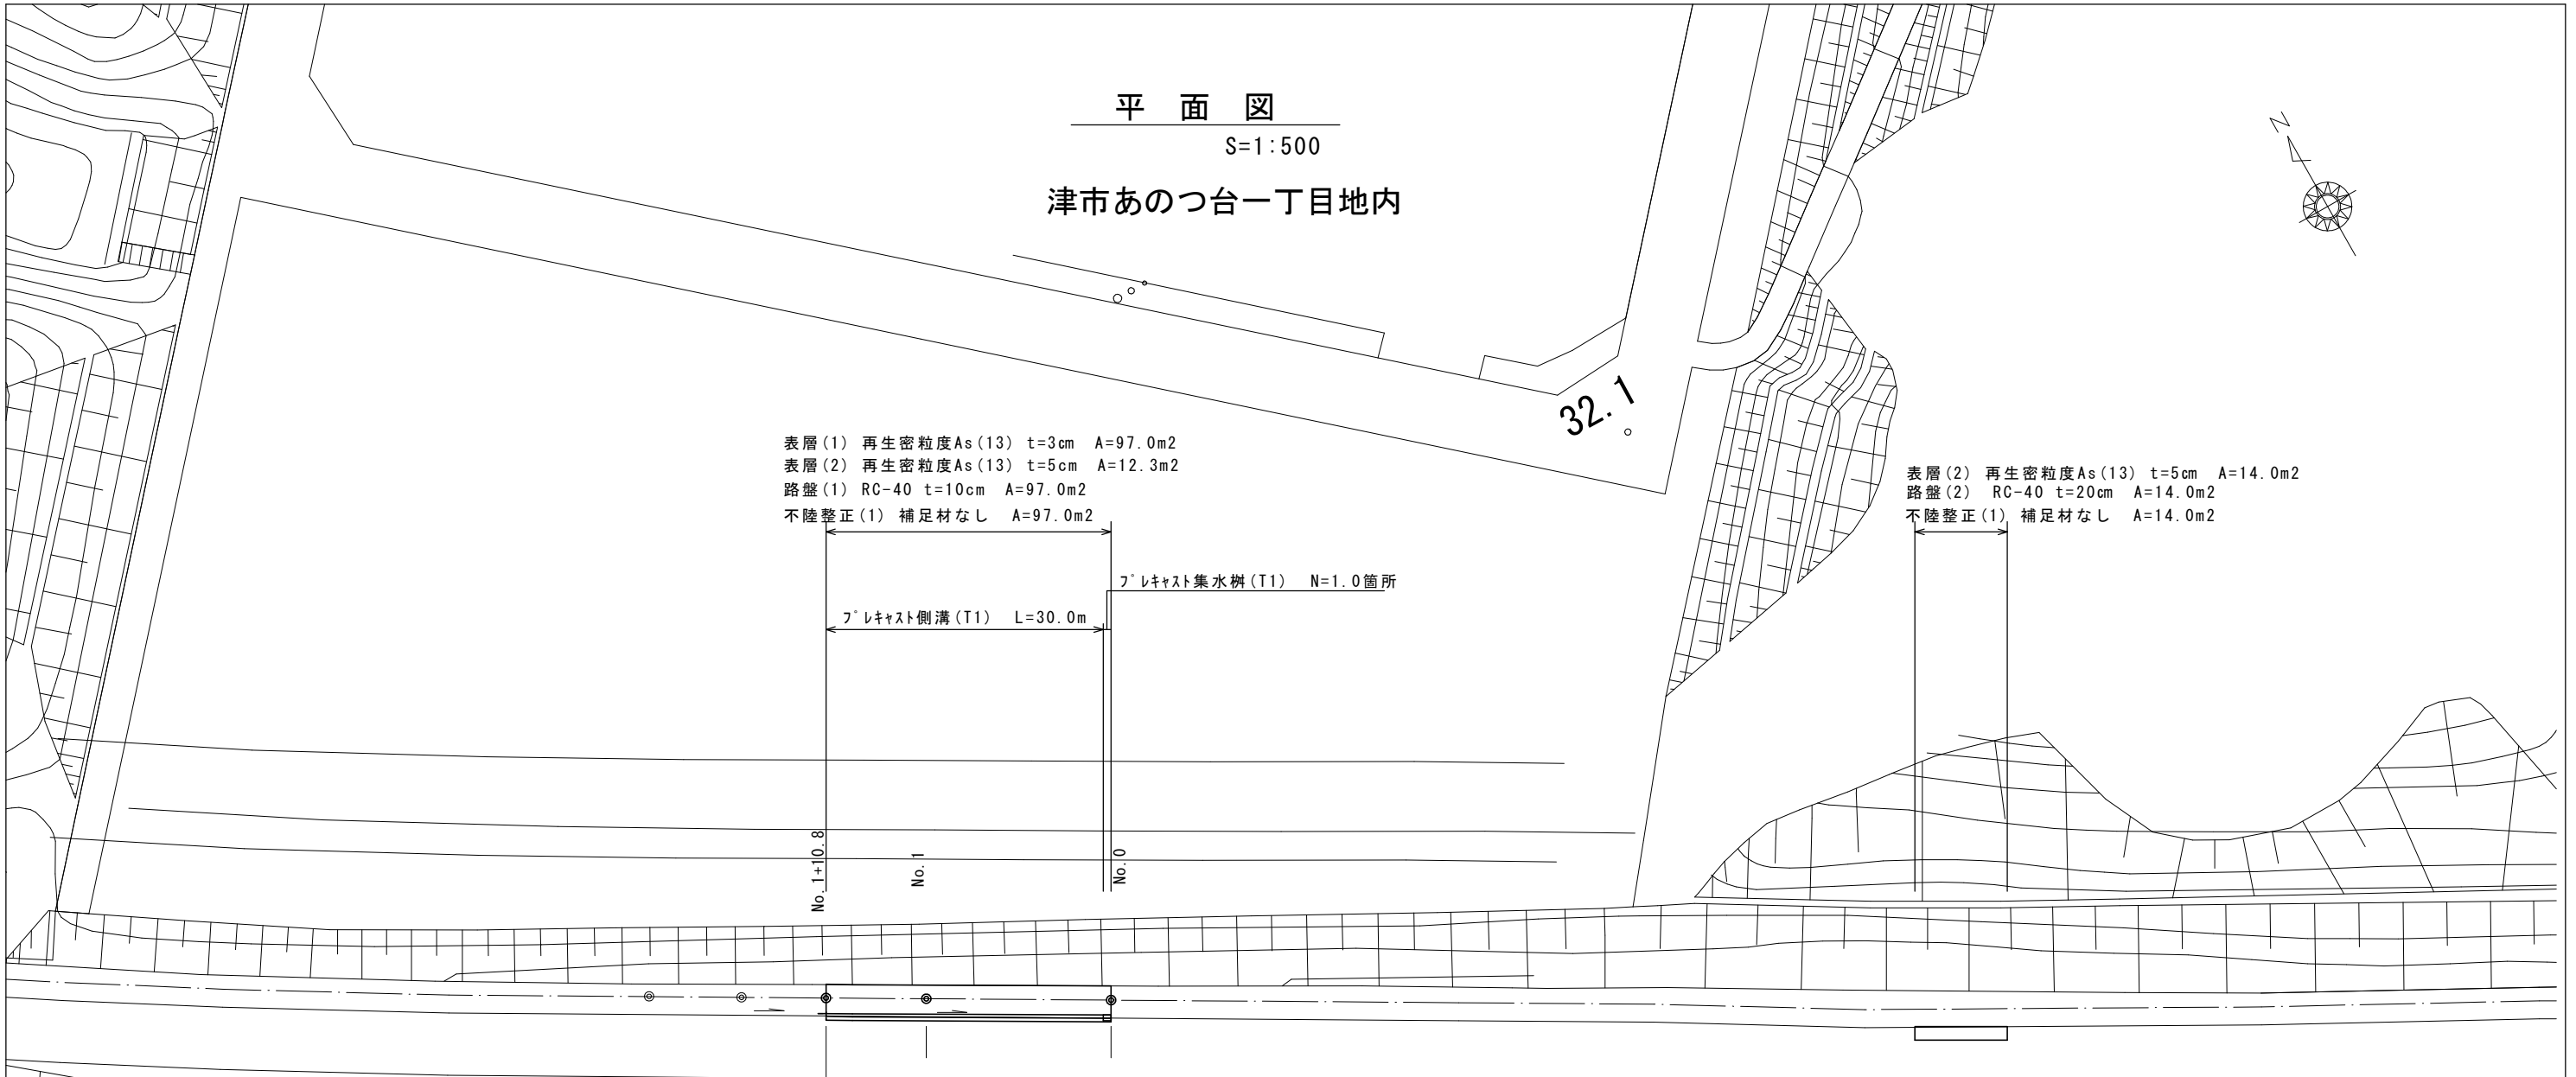 平 面 図
S=1:500
津市あのつ台一丁目地内
N
32.1
表層(1) 再生密粒度As(13) t=3cm A=97.0m2
表層(2) 再生密粒度As(13) t=5cm A=12.3m2
路盤(1) RC-40 t=10cm A=97.0m2
不陸整正(1) 補足材なし A=97.0m2
表層(2) 再生密粒度As(13) t=5cm A=14.0m2
路盤(2) RC-40 t=20cm A=14.0m2
不陸整正(1) 補足材なし A=14.0m2
プレキャスト集水桝(T1) N=1.0箇所
プレキャスト側溝(T1) L=30.0m
No.1+10.8
No.1
No.0